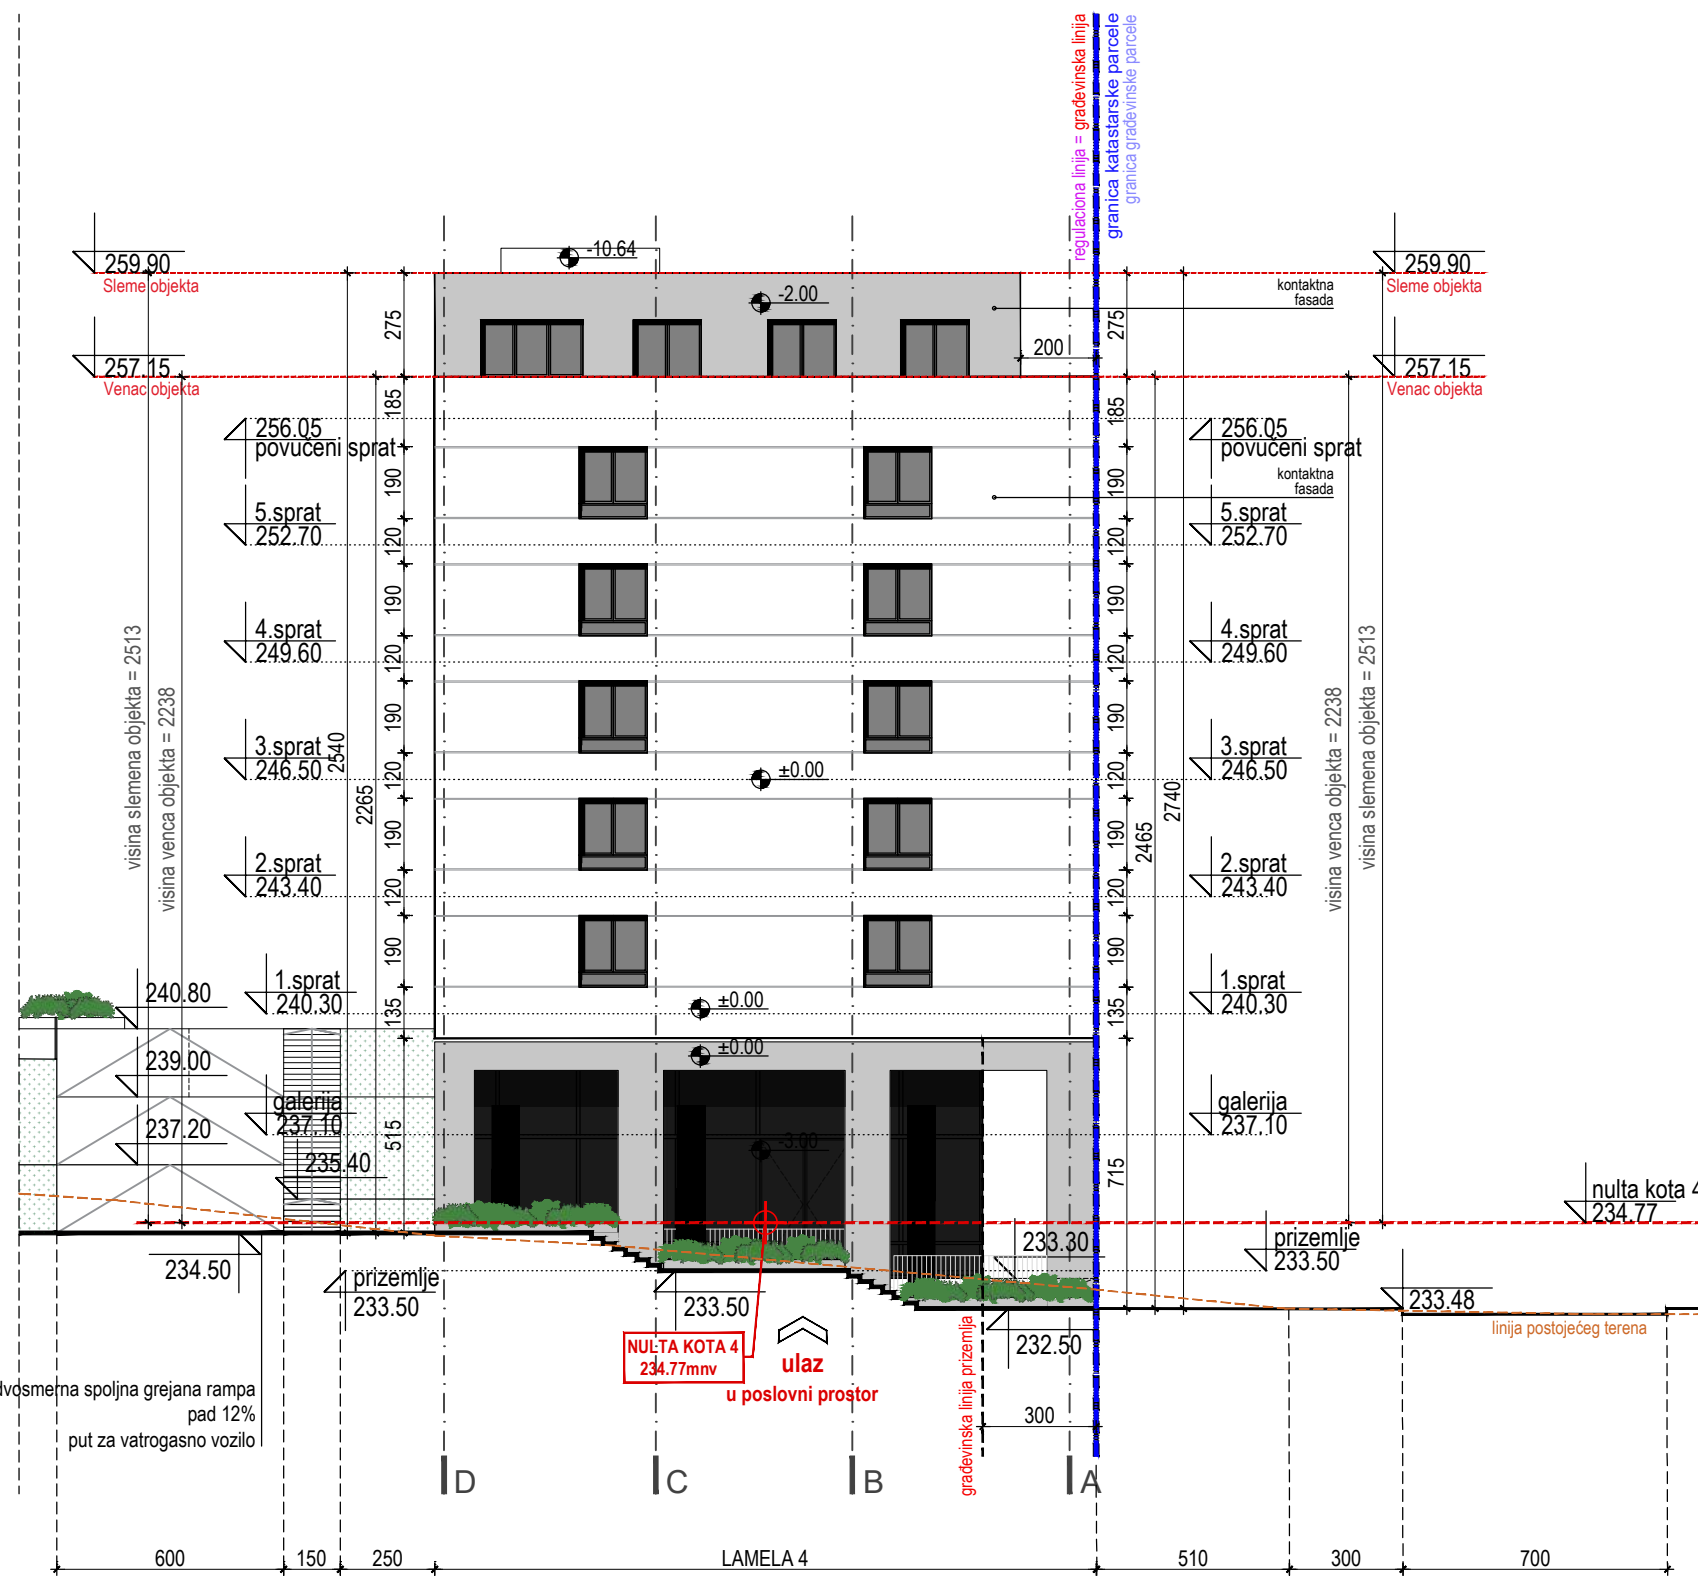 regulaciona linija = građevinska linija
granica katastarske parcele
granica građevinske parcele
-10.64
259.90
Sleme objekta
259.90
Sleme objekta
-2.00
kontaktna
fasada
275
275
200
257.15
Venac objekta
257.15
Venac objekta
185
185
256.05
povučeni sprat
256.05
povučeni sprat
190
190
kontaktna
fasada
5.sprat
252.70
5.sprat
252.70
120
120
190
190
4.sprat
249.60
4.sprat
249.60
120
120
visina slemena objekta = 2513
visina venca objekta = 2238
visina venca objekta = 2238
visina slemena objekta = 2513
190
190
3.sprat
246.50
3.sprat
246.50
2540
±0.00
120
120
2740
2265
2465
190
190
2.sprat
243.40
2.sprat
243.40
120
120
190
190
1.sprat
240.30
1.sprat
240.30
240.80
±0.00
135
135
±0.00
239.00
galerija
237.10
galerija
237.10
237.20
515
-3.00
235.40
715
nulta kota 4
234.77
233.30
prizemlje
233.50
234.50
prizemlje
233.50
233.50
233.48
linija postojećeg terena
232.50
NULTA KOTA 4
234.77mnv
ulaz
u poslovni prostor
građevinska linija prizemlja
300
dvosmerna spoljna grejana rampa
pad 12%
put za vatrogasno vozilo
D
C
B
A
600
150
250
LAMELA 4
510
300
700